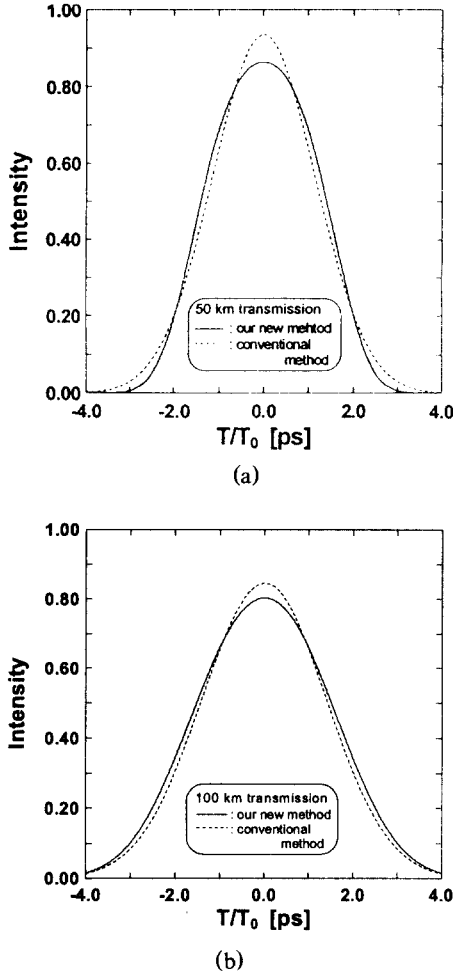 1.00
0.80
0.60
0.40
0.20
0.00
Intensity
50 km transmission
: our new mehtod
: conventional
method
-4.0 -2.0 0.0 2.0 4.0
T/T₀ [ps]
(a)
1.00
0.80
0.60
0.40
0.20
0.00
Intensity
100 km transmission
: our new method
: conventional
method
-4.0 -2.0 0.0 2.0 4.0
T/T₀ [ps]
(b)